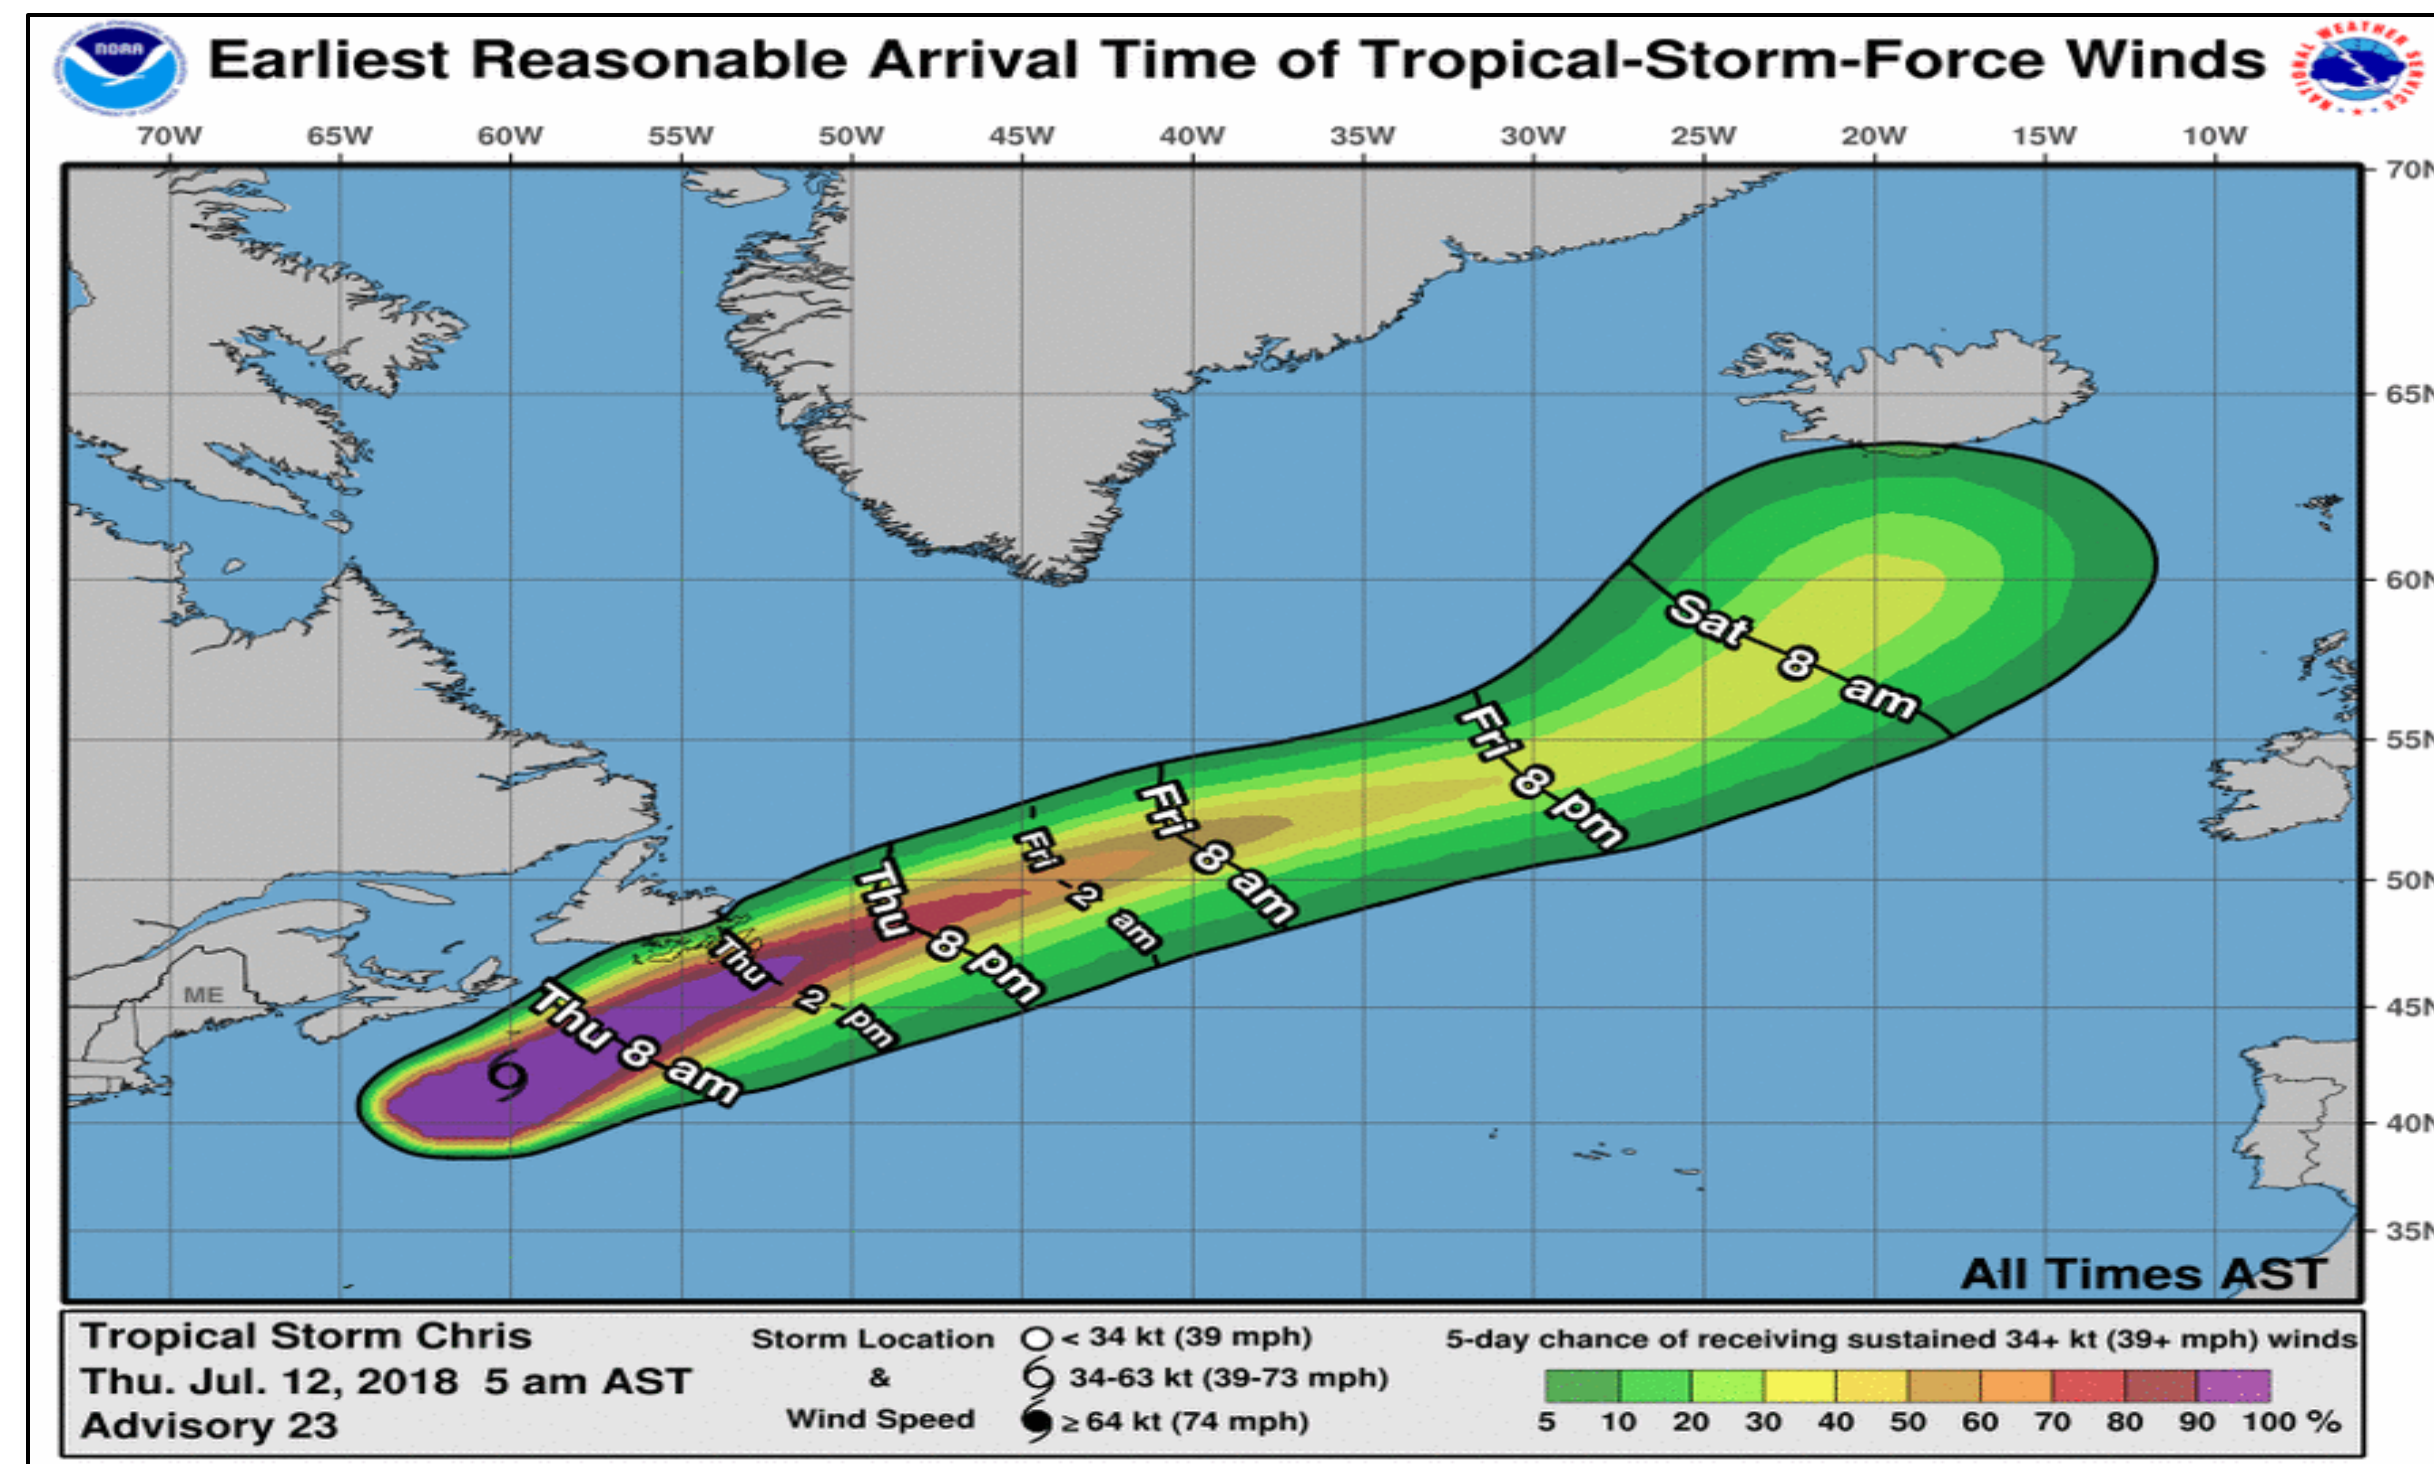 NOAA
Earliest Reasonable Arrival Time of Tropical-Storm-Force Winds
NATIONAL WEATHER SERVICE
70W 65W 60W 55W 50W 45W 40W 35W 30W 25W 20W 15W 10W
70N
65N
60N
55N
50N
45N
40N
35N
Sat 8 am
Fri 8 pm
Fri 8 am
Fri 2 am
Thu 8 pm
Thu 2 pm
Thu 8 am
ME
All Times AST
Tropical Storm Chris
Thu. Jul. 12, 2018 5 am AST
Advisory 23
Storm Location
&
Wind Speed
< 34 kt (39 mph)
34-63 kt (39-73 mph)
≥ 64 kt (74 mph)
5-day chance of receiving sustained 34+ kt (39+ mph) winds
5 10 20 30 40 50 60 70 80 90 100 %